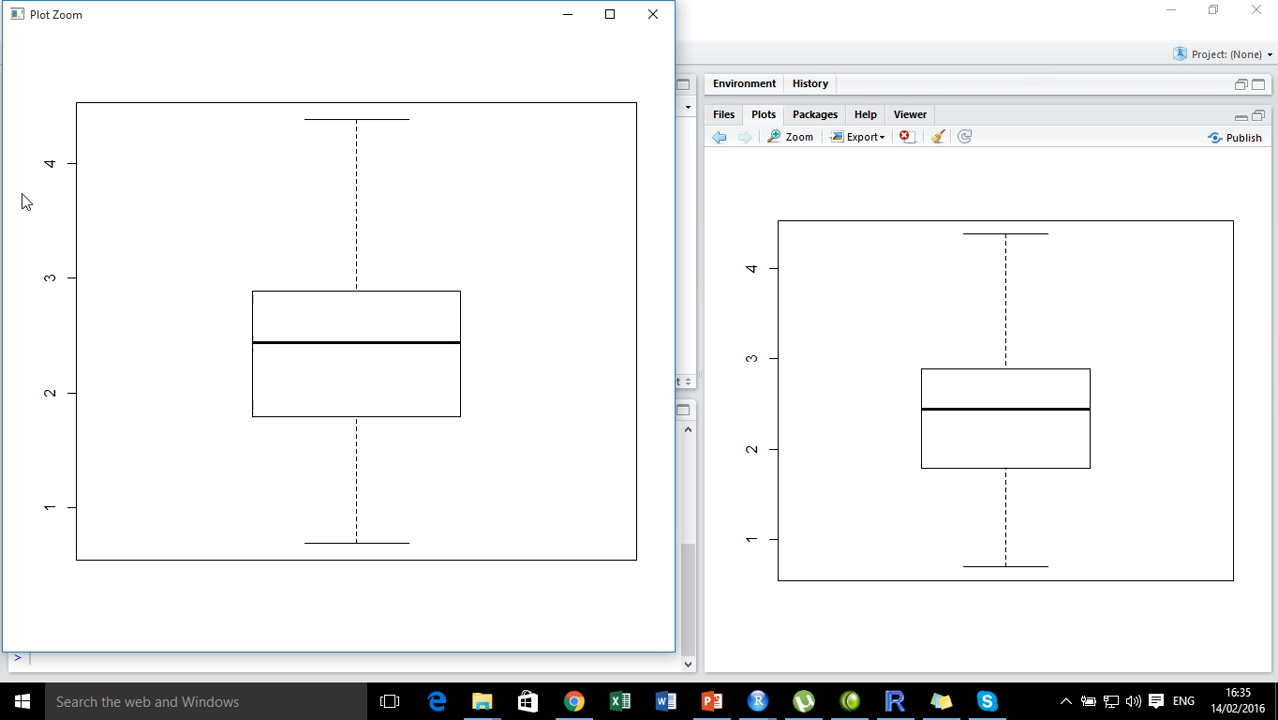 Plot Zoom
4
3
2
1
Project: (None)
Environment History
Files Plots Packages Help Viewer
Zoom Export
Publish
4
3
2
1
t
>
Search the web and Windows
ENG
16:35
14/02/2016